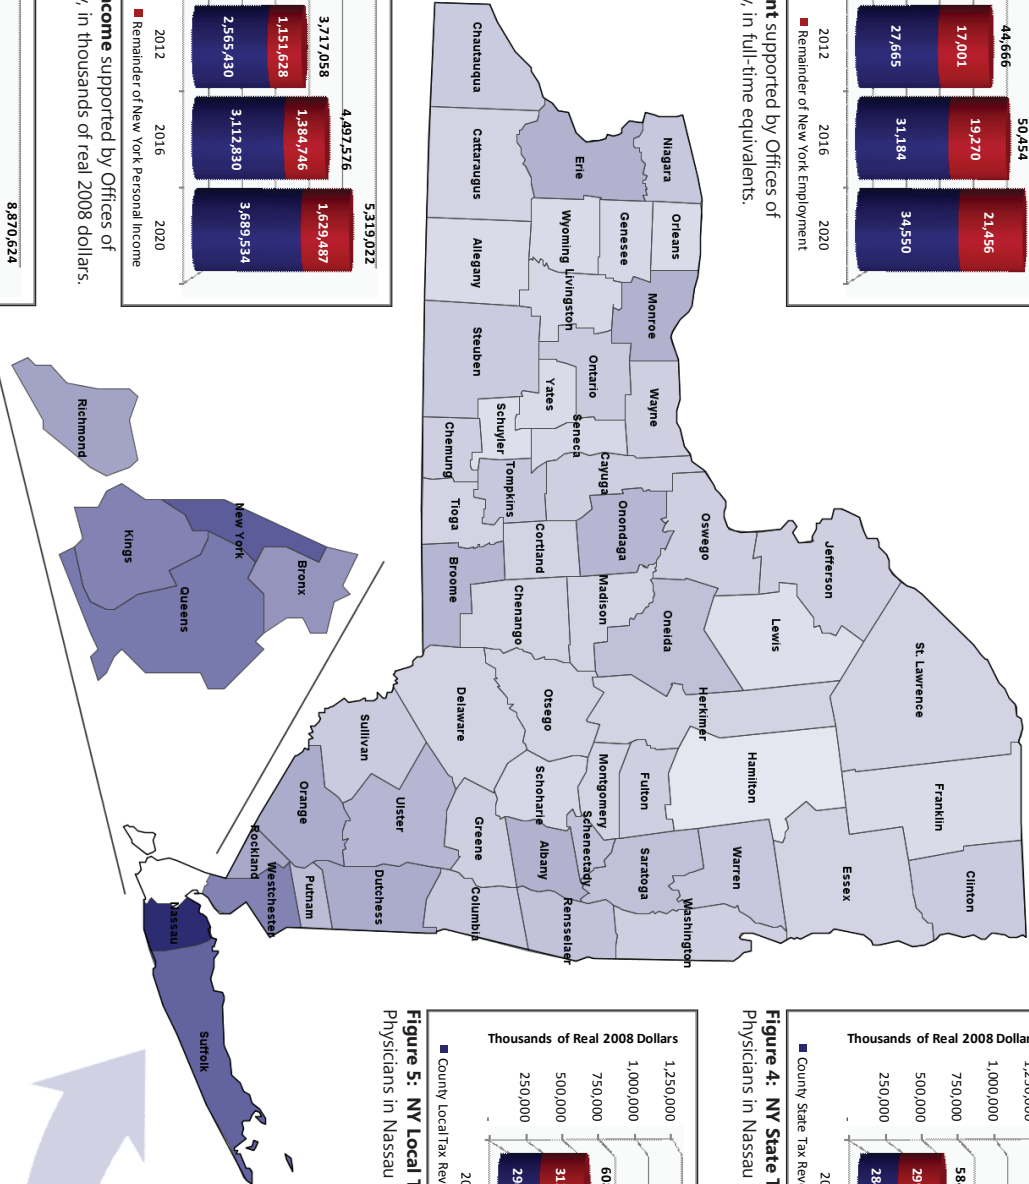 44,666
17,001
27,665
2012
50,454
19,270
31,184
2016
21,456
34,550
2020
Remainder of New York Employment
nt supported by Offices of
y, in full-time equivalents.
3,717,058
1,151,628
2,565,430
2012
4,497,576
1,384,746
3,112,830
2016
5,319,022
1,629,487
3,689,534
2020
Remainder of New York Personal Income
ncome supported by Offices of
y, in thousands of real 2008 dollars.
8,870,624
Chautauqua
Cattaraugus
Allegany
Steuben
Chemung
Tioga
Broome
Erie
Niagara
Orleans
Genesee
Wyoming
Livingston
Monroe
Ontario
Yates
Wayne
Seneca
Schuyler
Cayuga
Tompkins
Onondaga
Cortland
Oswego
Jefferson
Lewis
Oneida
Madison
Chenango
St. Lawrence
Herkimer
Otsego
Delaware
Sullivan
Hamilton
Franklin
Clinton
Essex
Fulton
Montgomery
Schoharie
Schenectady
Greene
Ulster
Orange
Albany
Saratoga
Warren
Washington
Rensselaer
Columbia
Dutchess
Putnam
Westchester
Rockland
Nassau
Suffolk
Richmond
Kings
New York
Queens
Bronx
Thousands of Real 2008 Dollar
1,000,000
750,000
500,000
250,000
-
58
29
28
20
County State Tax Rev
Figure 4: NY State T
Physicians in Nassau
Thousands of Real 2008 Dollars
1,250,000
1,000,000
750,000
500,000
250,000
-
60
31
29
20
County Local Tax Rev
Figure 5: NY Local T
Physicians in Nassau